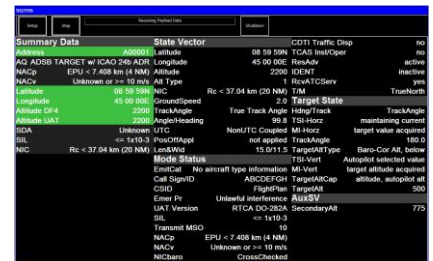 Setup
Stop
Receiving Payload Data
Shutdown
Summary Data
Address A00001
AQ ADSB TARGET w/ ICAO 24b ADR
NACp EPU < 7.408 km (4 NM)
NACv Unknown or >= 10 m/s
Latitude 08 59 59N
Longitude 45 00 00E
Altitude DF4 2200
Altitude UAT 2200
SDA Unknown
SIL <= 1x10-3
NIC Rc < 37.04 km (20 NM)
State Vector
Latitude 08 59 59N
Longitude 45 00 00E
Altitude 2200
Alt Type 1
NIC Rc < 37.04 km (20 NM)
GroundSpeed 2.0
TrackAngle True Track Angle
Angle/Heading 99.8
UTC NonUTC Coupled
PosOffAppl not applied
Len&Wid 15.0/11.5
Mode Status
EmitCat No aircraft type information
Call Sign/ID ABCDEFGH
CSID FlightPlan
Emer Pr Unlawful interference
UAT Version RTCA DO-282A
SIL <= 1x10-3
Transmit MSO 10
NACp EPU < 7.408 km (4 NM)
NACv Unknown or >= 10 m/s
NICbaro CrossChecked
CDTI Traffic Disp no
TCAS Inst/Oper no
ResAdv active
IDENT inactive
RcvATCServ yes
T/M TrueNorth
Target State
Hdng/Track TrackAngle
TSI-Horz maintaining current
MI-Horz target value acquired
TrackAngle 180.0
TargetAltType Baro-Cor Alt, below
TSI-Vert Autopilot selected value
MI-Vert target altitude acquired
TargetAltCap altitude, autopilot alt
TargetAlt 500
AuxSV
SecondaryAlt 775